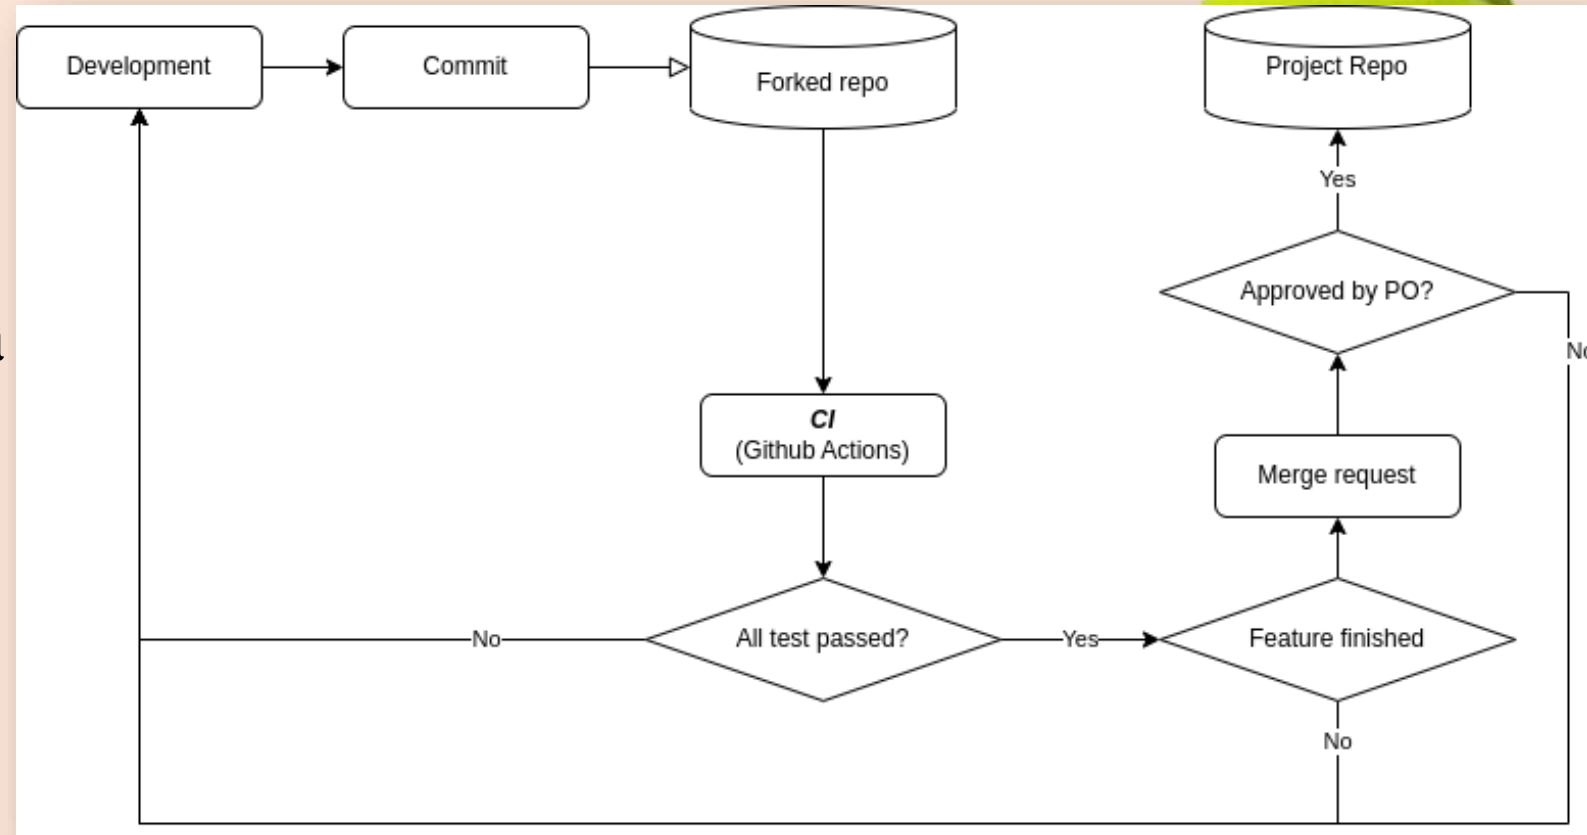 Development
Commit
Forked repo
Project Repo
Yes
Approved by PO?
CI
(Github Actions)
Merge request
No
All test passed?
Yes
Feature finished
No